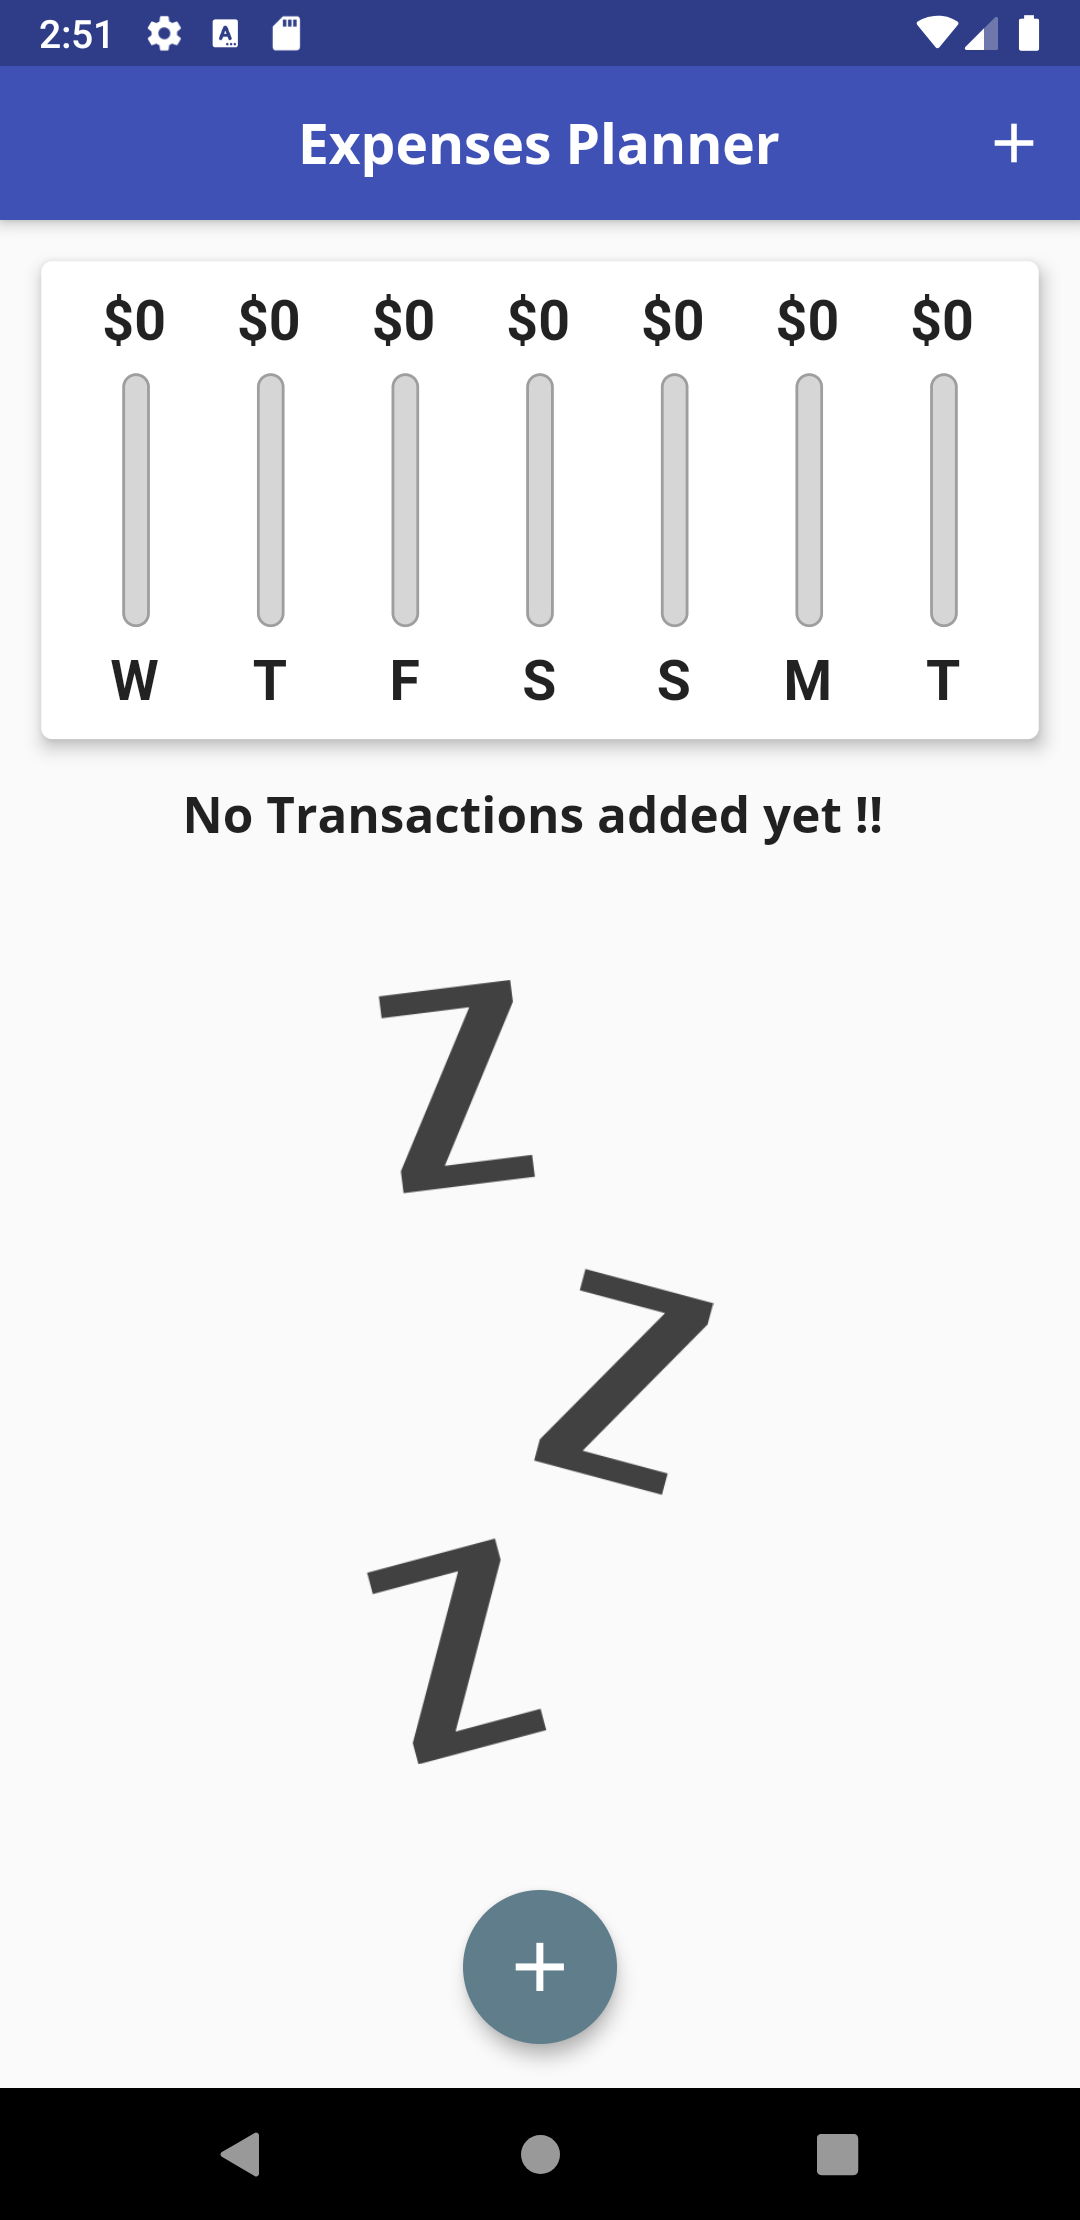 2:51
Expenses Planner
$0 $0 $0 $0 $0 $0 $0
W T F S S M T
No Transactions added yet !!
Z
Z
Z